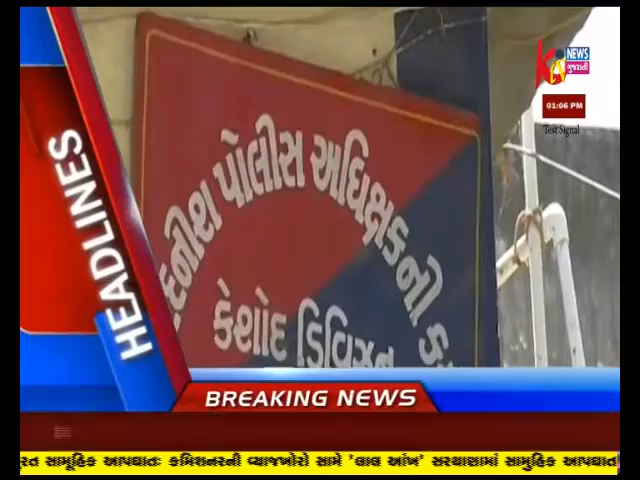 NEWS
ગુજરાતી
01:06 PM
Test Signal
HEADLINES
પોલીસ અધિક્ષકની
કેશોદ ડિવિઝન
BREAKING NEWS
સામૂહિક આપઘાતઃ કમિશનરની વ્યાજખોરો સામે 'લાલ આંખ' સરથાણામાં સામુહિક આપઘાત